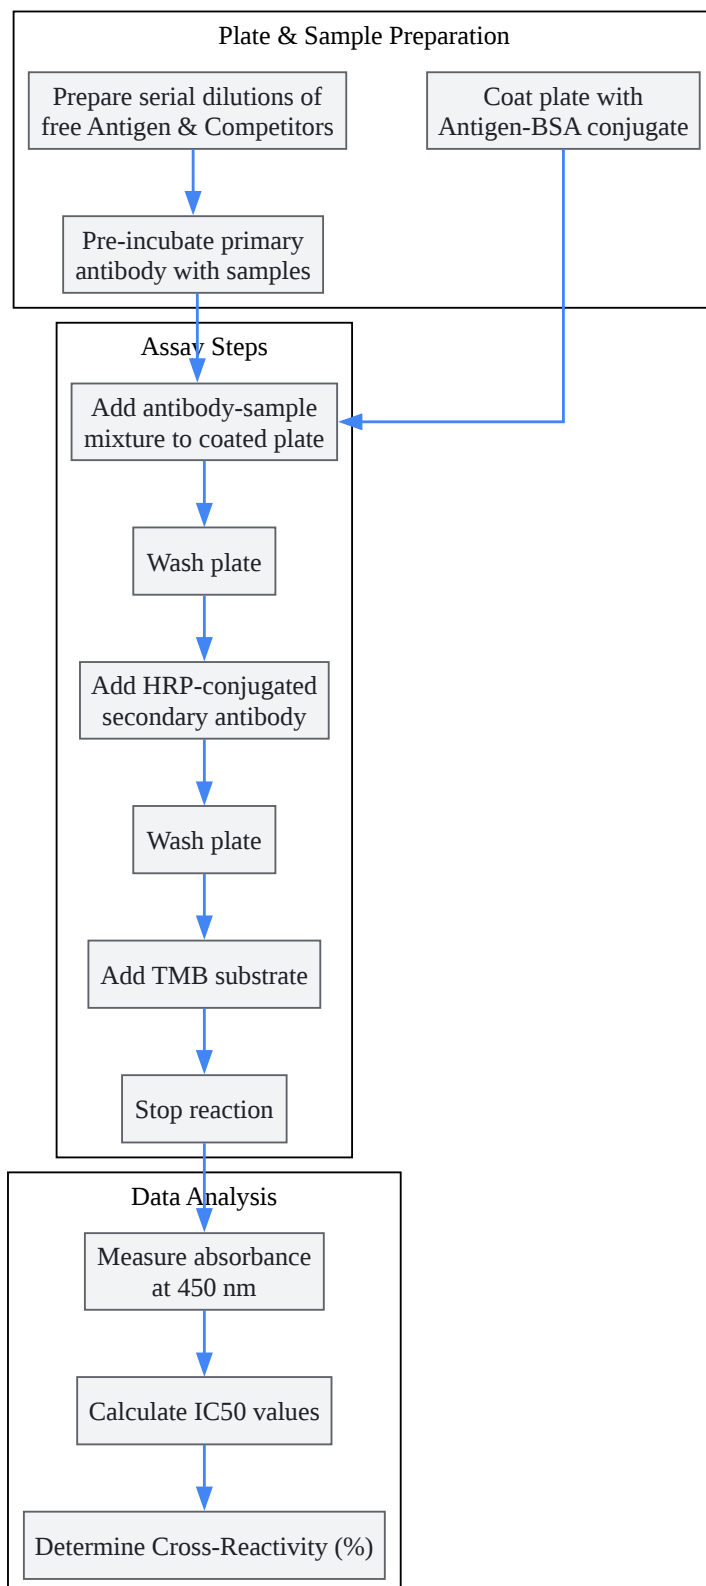 Plate & Sample Preparation
Prepare serial dilutions of
free Antigen & Competitors
Coat plate with
Antigen-BSA conjugate
Pre-incubate primary
antibody with samples
Assay Steps
Add antibody-sample
mixture to coated plate
Wash plate
Add HRP-conjugated
secondary antibody
Wash plate
Add TMB substrate
Stop reaction
Data Analysis
Measure absorbance
at 450 nm
Calculate IC50 values
Determine Cross-Reactivity (%)